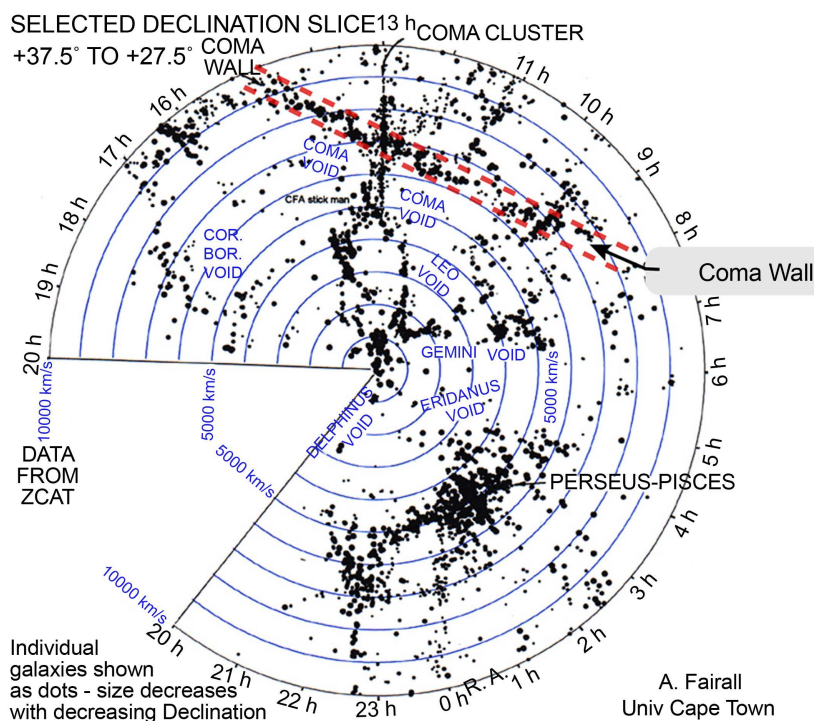 SELECTED DECLINATION SLICE
+37.5° TO +27.5°
13 h
COMA CLUSTER
COMA
WALL
11 h
10 h
9 h
8 h
7 h
6 h
5 h
4 h
3 h
2 h
1 h
R. A.
0 h
23 h
22 h
21 h
20 h
20 h
19 h
18 h
17 h
16 h
COMA
VOID
CFA stick man
COMA
VOID
COR.
BOR.
VOID
LEO
VOID
Coma Wall
GEMINI VOID
ERIDANUS
VOID
DELPHINUS
VOID
5000 km/s
10000 km/s
5000 km/s
5000 km/s
10000 km/s
PERSEUS-PISCES
DATA
FROM
ZCAT
Individual
galaxies shown
as dots - size decreases
with decreasing Declination
A. Fairall
Univ Cape Town